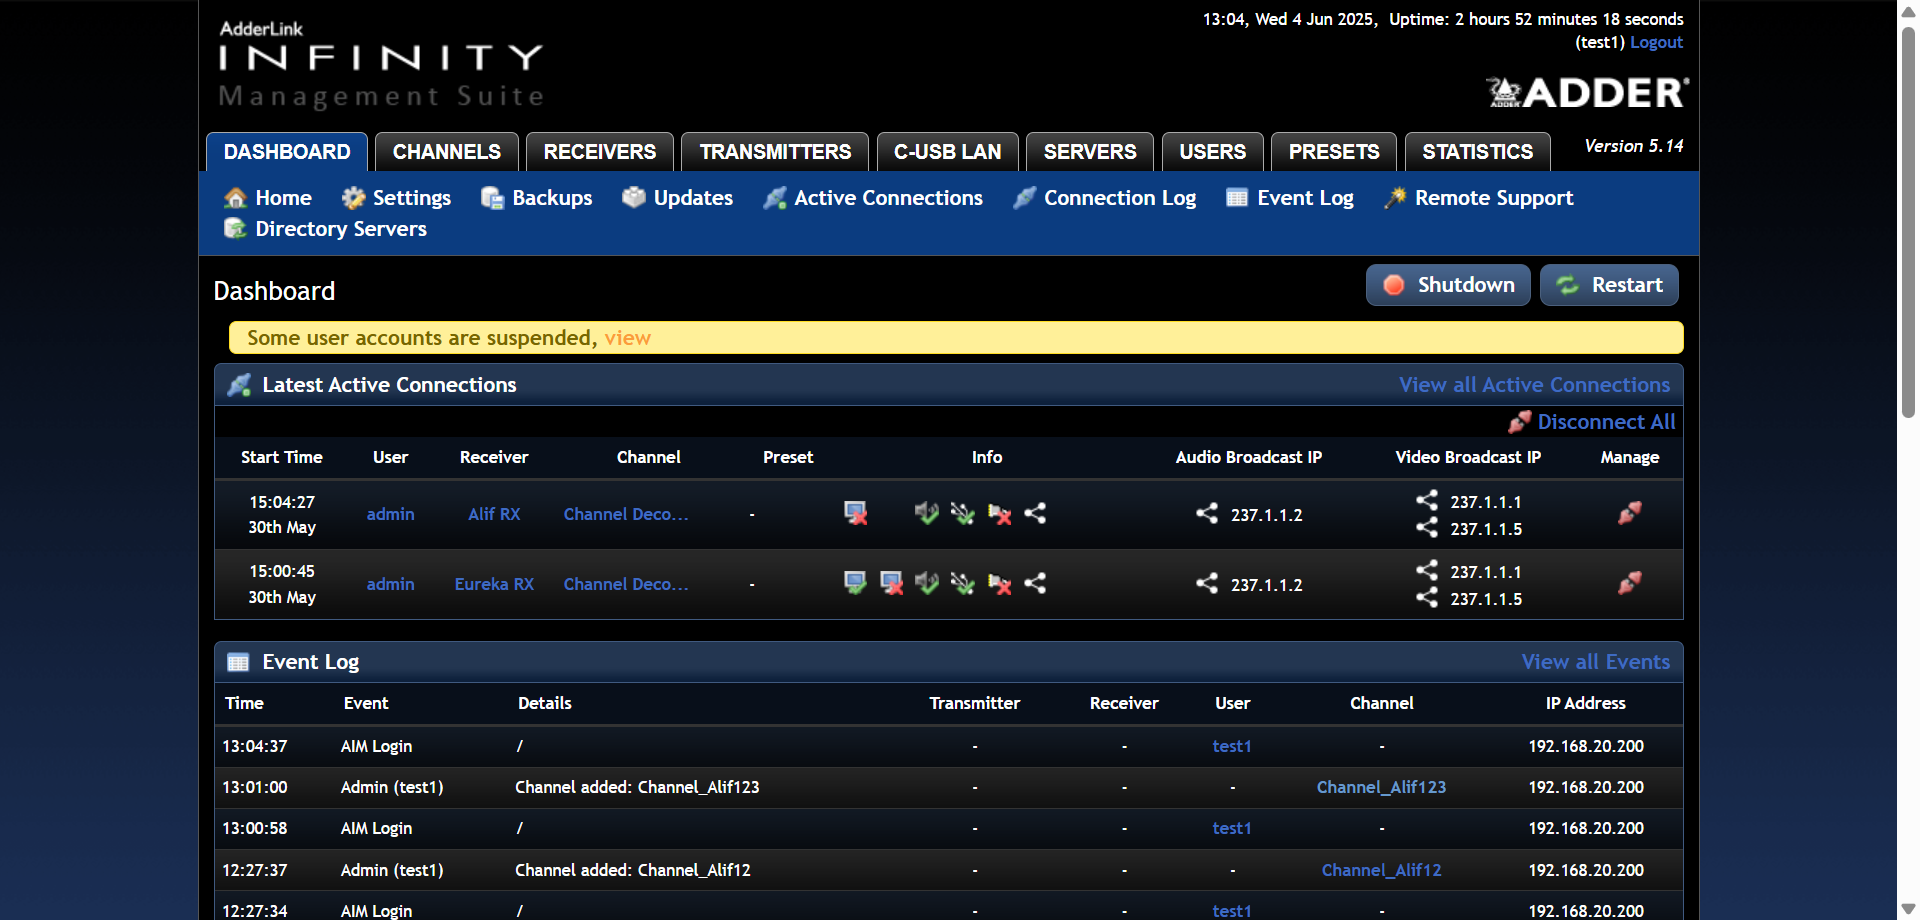 AdderLink
INFINITY
Management Suite
13:04, Wed 4 Jun 2025, Uptime: 2 hours 52 minutes 18 seconds
(test1) Logout
ADDER ADDER®
DASHBOARD CHANNELS RECEIVERS TRANSMITTERS C-USB LAN SERVERS USERS PRESETS STATISTICS Version 5.14
Home Settings Backups Updates Active Connections Connection Log Event Log Remote Support
Directory Servers
Dashboard Shutdown Restart
Some user accounts are suspended, view
Latest Active Connections View all Active Connections
Disconnect All
Start Time User Receiver Channel Preset Info Audio Broadcast IP Video Broadcast IP Manage
15:04:27 237.1.1.1
admin Alif RX Channel Deco... - 237.1.1.2
30th May 237.1.1.5
15:00:45 237.1.1.1
admin Eureka RX Channel Deco... - 237.1.1.2
30th May 237.1.1.5
Event Log View all Events
Time Event Details Transmitter Receiver User Channel IP Address
13:04:37 AIM Login / - - test1 - 192.168.20.200
13:01:00 Admin (test1) Channel added: Channel_Alif123 - - - Channel_Alif123 192.168.20.200
13:00:58 AIM Login / - - test1 - 192.168.20.200
12:27:37 Admin (test1) Channel added: Channel_Alif12 - - - Channel_Alif12 192.168.20.200
12:27:34 AIM Login / - - test1 - 192.168.20.200